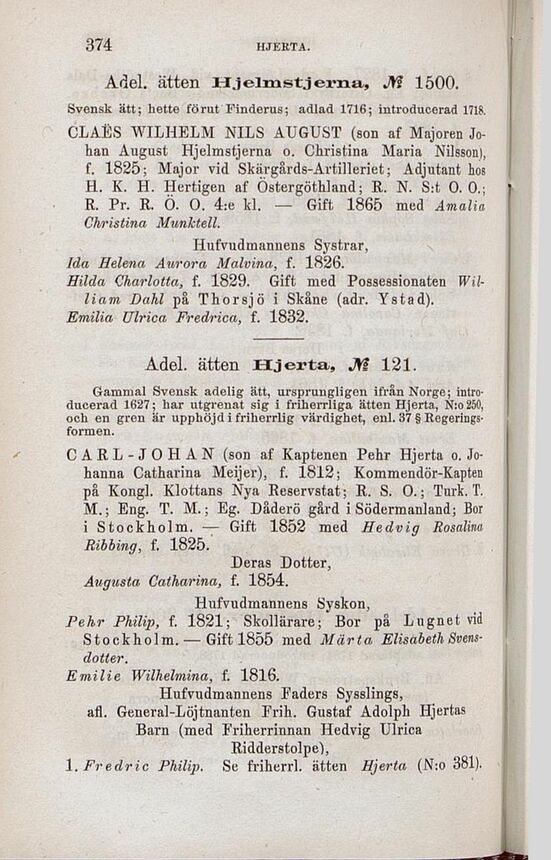 374 HJERTA.
Adel. ätten Hjelmstjerna, № 1500.
Svensk ätt; hette förut Finderus; adlad 1716; introducerad 1718.
CLAËS WILHELM NILS AUGUST (son af Majoren Jo-
han August Hjelmstjerna o. Christina Maria Nilsson),
f. 1825; Major vid Skärgårds-Artilleriet; Adjutant hos
H. K. H. Hertigen af Östergöthland; R. N. S:t O. O.;
R. Pr. R. Ö. O. 4:e kl. — Gift 1865 med Amalia
Christina Munktell.
Hufvudmannens Systrar,
Ida Helena Aurora Malvina, f. 1826.
Hilda Charlotta, f. 1829. Gift med Possessionaten Wil-
liam Dahl på Thorsjö i Skåne (adr. Ystad).
Emilia Ulrica Fredrica, f. 1832.
Adel. ätten Hjerta, № 121.
Gammal Svensk adelig ätt, ursprungligen ifrån Norge; intro-
ducerad 1627; har utgrenat sig i friherrliga ätten Hjerta, N:o 250,
och en gren är upphöjd i friherrlig värdighet, enl. 37 § Regerings-
formen.
CARL-JOHAN (son af Kaptenen Pehr Hjerta o. Jo-
hanna Catharina Meijer), f. 1812; Kommendör-Kapten
på Kongl. Flottans Nya Reservstat; R. S. O.; Turk. T.
M.; Eng. T. M.; Eg. Dåderö gård i Södermanland; Bor
i Stockholm. — Gift 1852 med Hedvig Rosalina
Ribbing, f. 1825.
Deras Dotter,
Augusta Catharina, f. 1854.
Hufvudmannens Syskon,
Pehr Philip, f. 1821; Skollärare; Bor på Lugnet vid
Stockholm. — Gift 1855 med Märta Elisabeth Svens-
dotter.
Emilie Wilhelmina, f. 1816.
Hufvudmannens Faders Sysslings,
afl. General-Löjtnanten Frih. Gustaf Adolph Hjertas
Barn (med Friherrinnan Hedvig Ulrica
Ridderstolpe),
1. Fredric Philip. Se friherrl. ätten Hjerta (N:o 381).